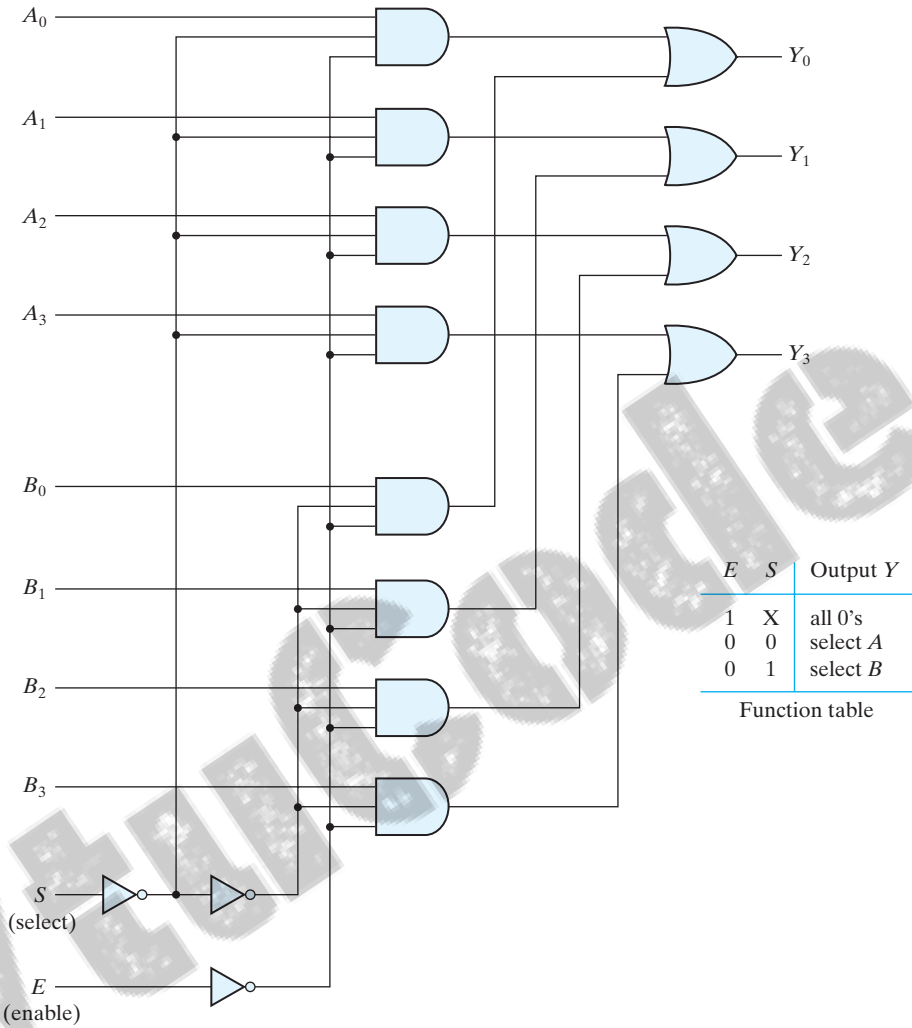 A₀
Y₀
A₁
Y₁
A₂
Y₂
A₃
Y₃
B₀
E S Output Y
1 X all 0's
0 0 select A
0 1 select B
Function table
B₁
B₂
B₃
S
(select)
E
(enable)
vtuCode